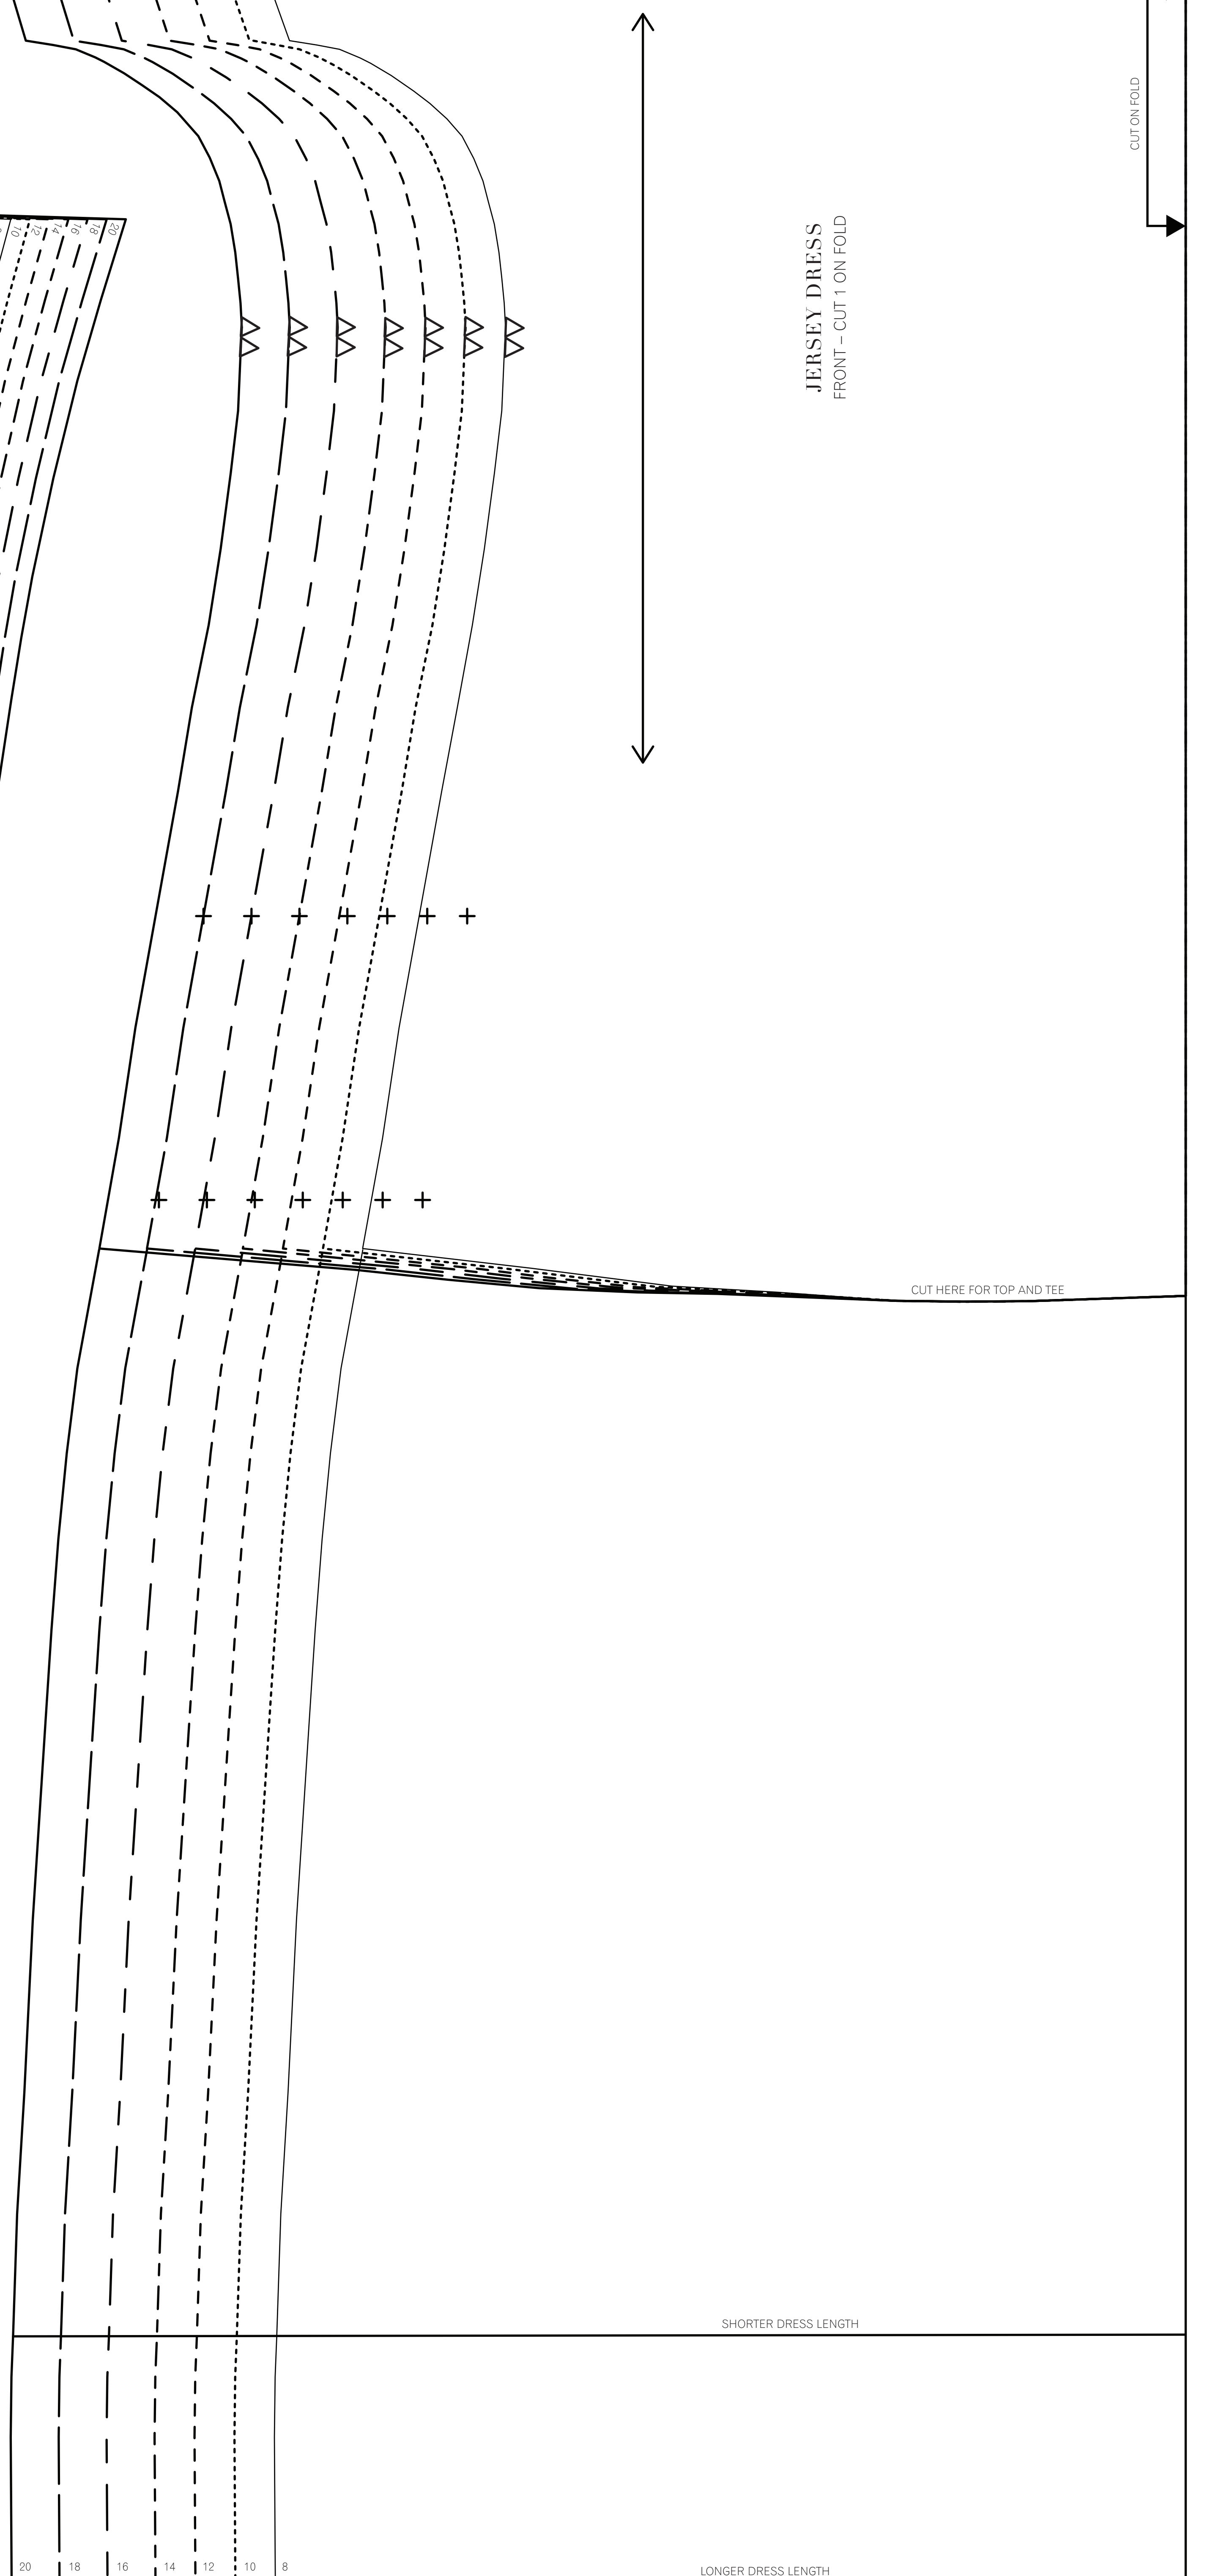 CUT ON FOLD
10
12
14
16
18
20
JERSEY DRESS
FRONT – CUT 1 ON FOLD
CUT HERE FOR TOP AND TEE
SHORTER DRESS LENGTH
20
18
16
14
12
10
8
LONGER DRESS LENGTH